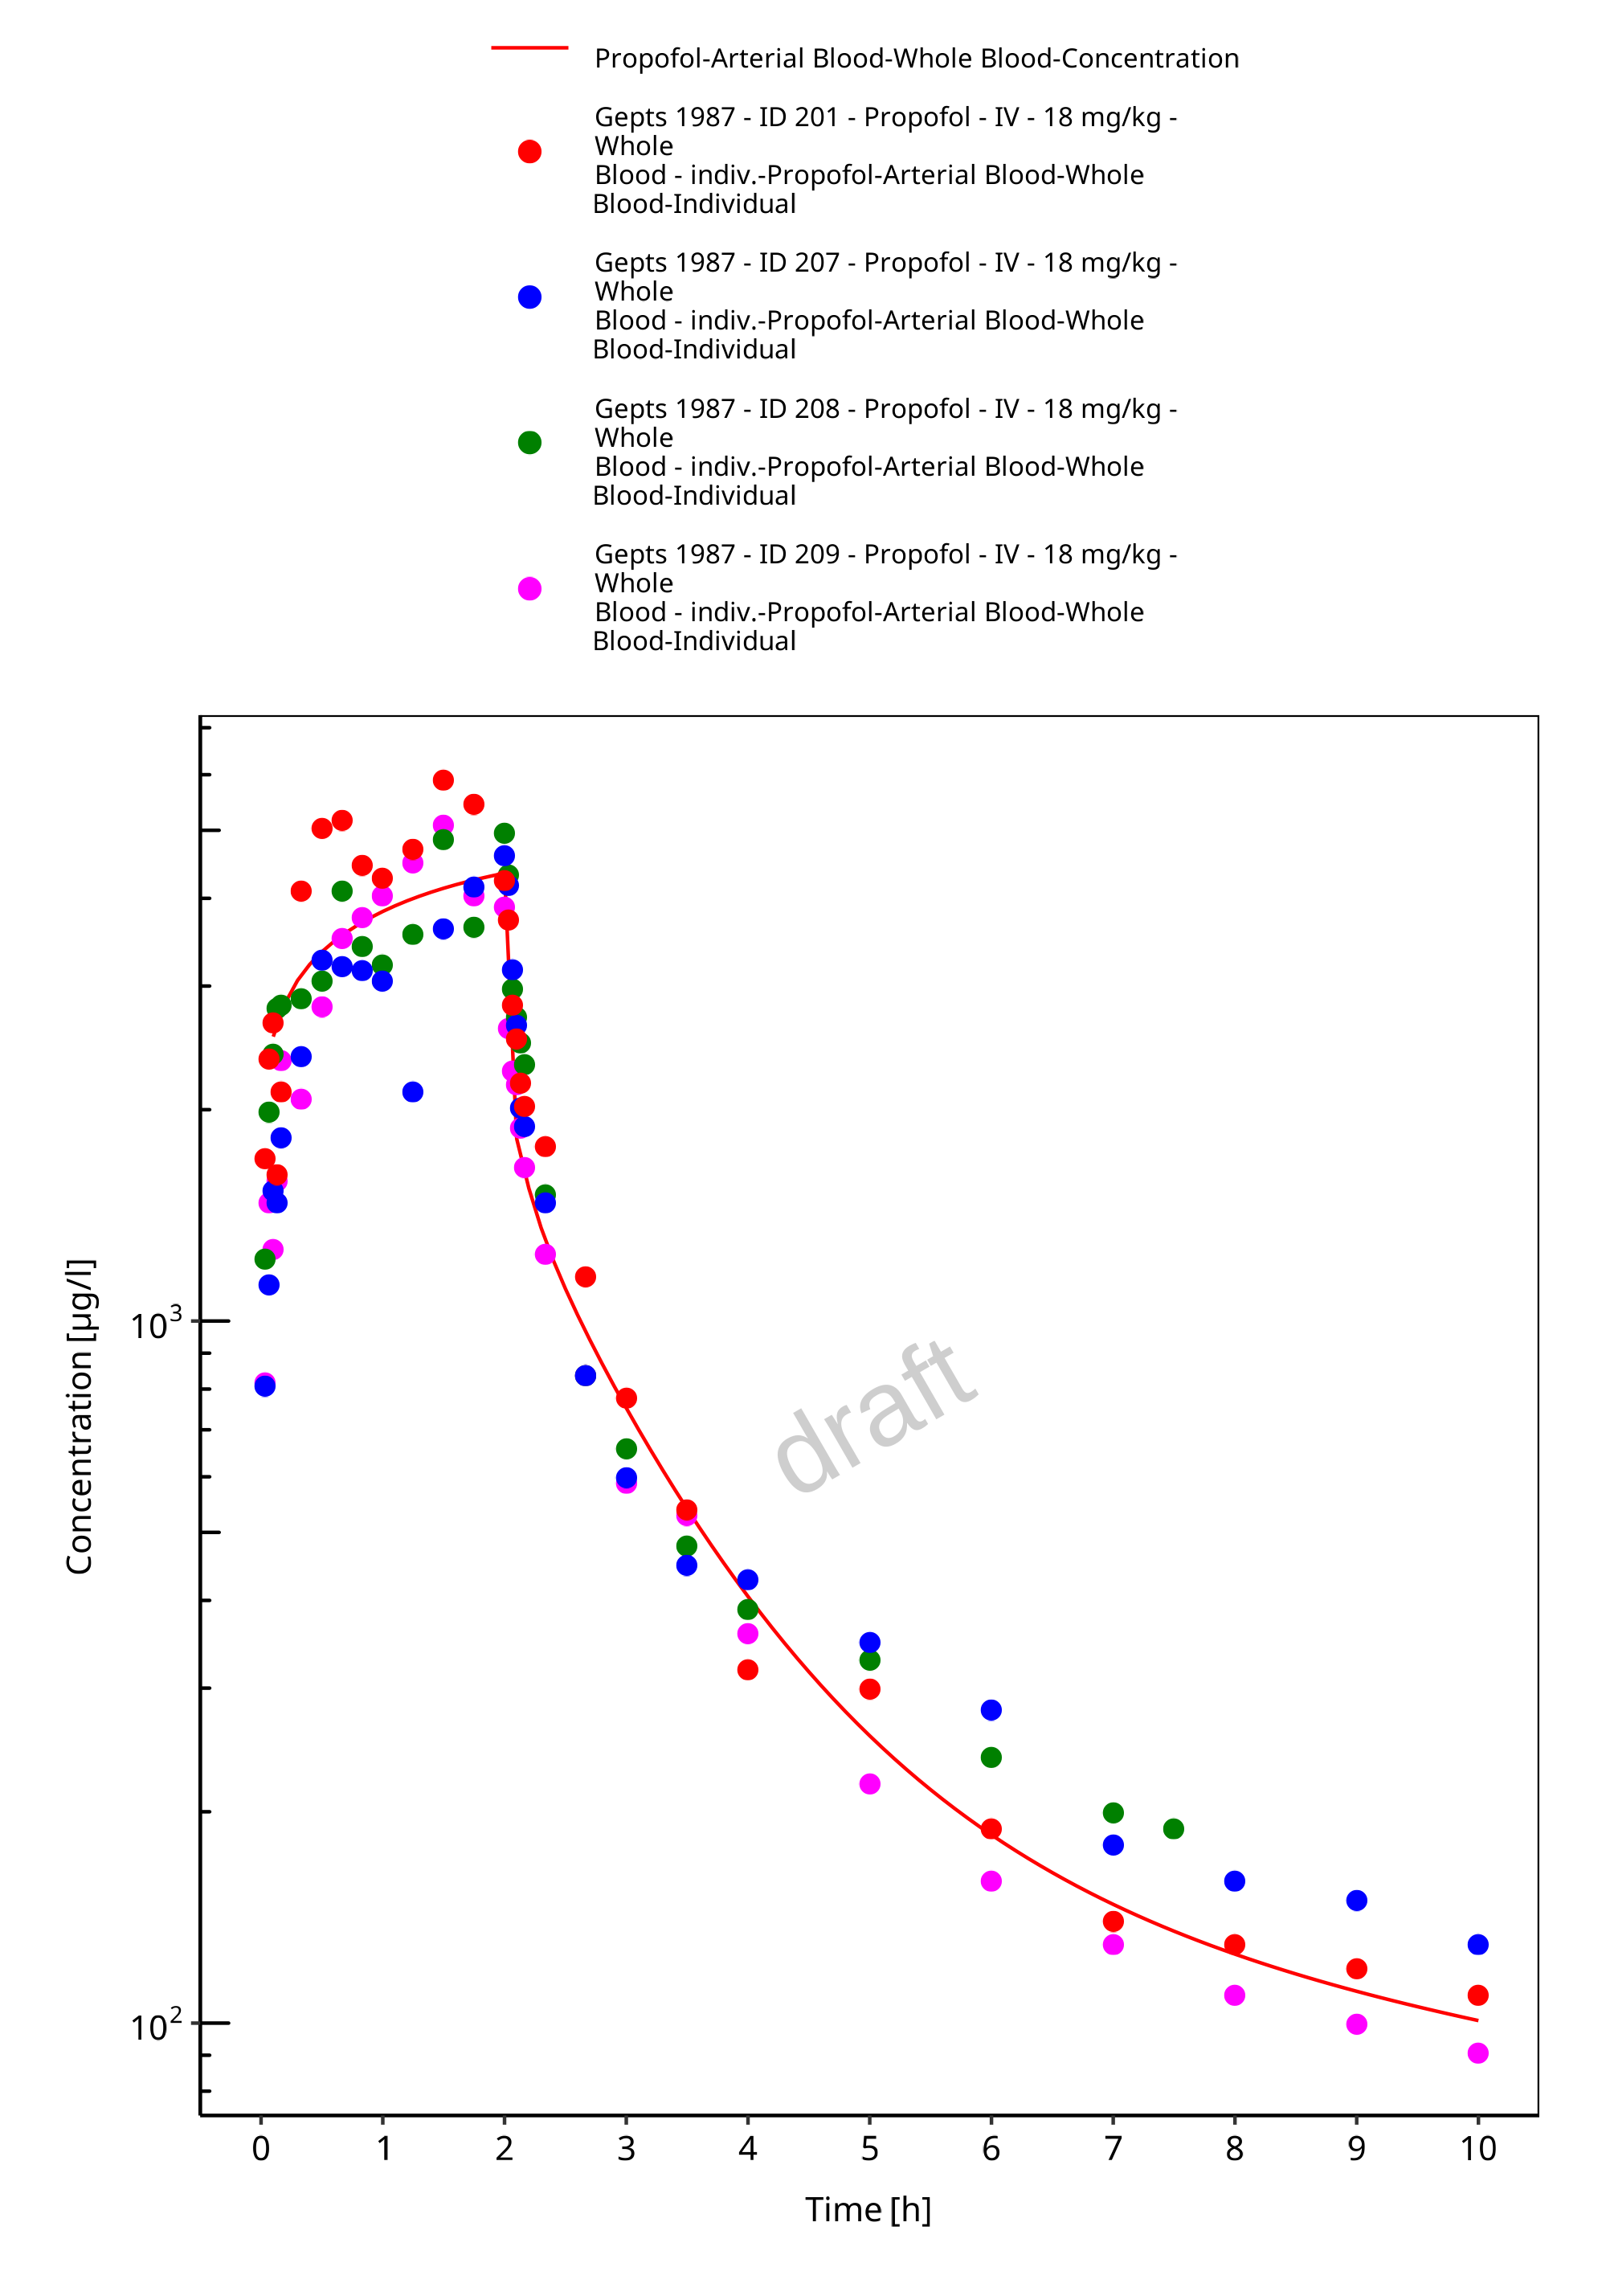 Propofol-Arterial Blood-Whole Blood-Concentration
Gepts 1987 - ID 201 - Propofol - IV - 18 mg/kg -
Whole
Blood - indiv.-Propofol-Arterial Blood-Whole
Blood-Individual
Gepts 1987 - ID 207 - Propofol - IV - 18 mg/kg -
Whole
Blood - indiv.-Propofol-Arterial Blood-Whole
Blood-Individual
Gepts 1987 - ID 208 - Propofol - IV - 18 mg/kg -
Whole
Blood - indiv.-Propofol-Arterial Blood-Whole
Blood-Individual
Gepts 1987 - ID 209 - Propofol - IV - 18 mg/kg -
Whole
Blood - indiv.-Propofol-Arterial Blood-Whole
Blood-Individual
Concentration [µg/l]
10³
10²
draft
0 1 2 3 4 5 6 7 8 9 10
Time [h]